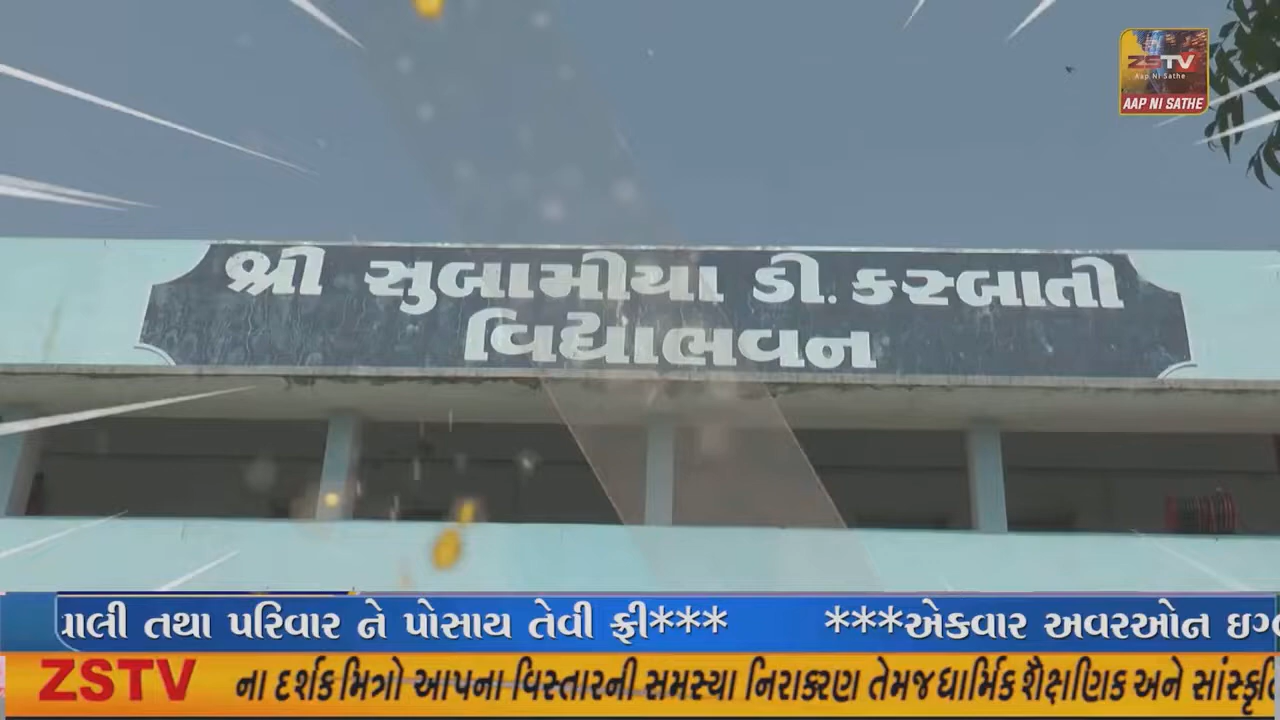 ZSTV
Aap Ni Sathe
AAP NI SATHE
શ્રી સુબામીયા ડી. કરબાતી
વિદ્યાભવન
તથા પરિવાર ને પોસાય તેવી ફ્રી*** ***એકવાર અવરઓન
ZSTV ના દર્શક મિત્રો આપના વિસ્તારની સમસ્યા નિરાકરણ તેમજ ધાર્મિક શૈક્ષણિક અને